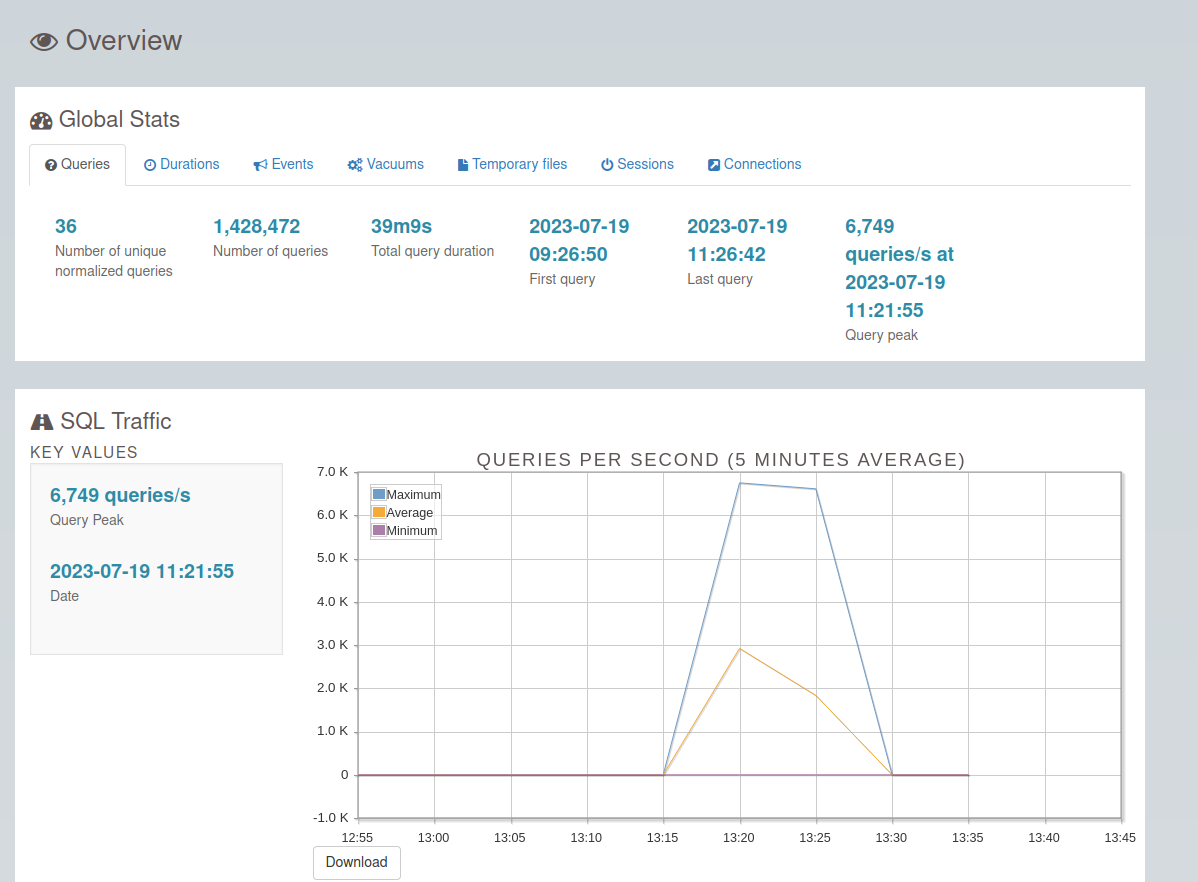 Overview
Global Stats
Queries Durations Events Vacuums Temporary files Sessions Connections
36
Number of unique
normalized queries
1,428,472
Number of queries
39m9s
Total query duration
2023-07-19
09:26:50
First query
2023-07-19
11:26:42
Last query
6,749
queries/s at
2023-07-19
11:21:55
Query peak
SQL Traffic
KEY VALUES
6,749 queries/s
Query Peak
2023-07-19 11:21:55
Date
QUERIES PER SECOND (5 MINUTES AVERAGE)
Maximum
Average
Minimum
7.0 K
6.0 K
5.0 K
4.0 K
3.0 K
2.0 K
1.0 K
0
-1.0 K
12:55 13:00 13:05 13:10 13:15 13:20 13:25 13:30 13:35 13:40 13:45
Download